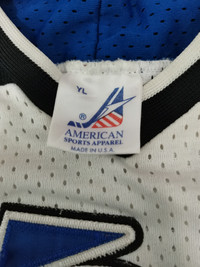 YL
®
AMERICAN
SPORTS APPAREL
MADE IN U.S.A.